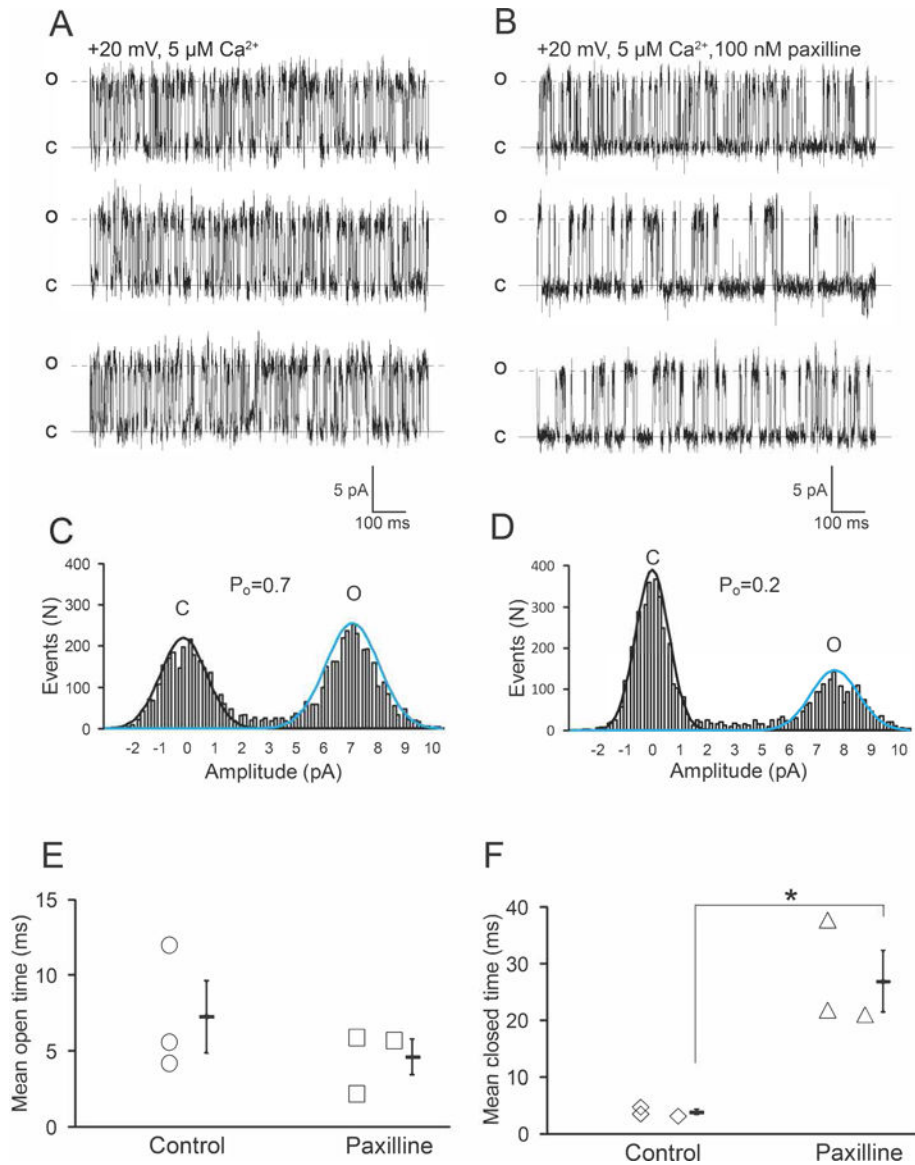 A
+20 mV, 5 µM Ca²⁺
O
C
O
C
O
C
5 pA
100 ms
B
+20 mV, 5 µM Ca²⁺,100 nM paxilline
O
C
O
C
O
C
5 pA
100 ms
C
Pₒ=0.7
C
O
Events (N)
400
300
200
100
0
-2 -1 0 1 2 3 4 5 6 7 8 9 10
Amplitude (pA)
D
C
Pₒ=0.2
O
Events (N)
400
300
200
100
0
-2 -1 0 1 2 3 4 5 6 7 8 9 10
Amplitude (pA)
E
Mean open time (ms)
15
10
5
0
Control Paxilline
F
*
Mean closed time (ms)
40
30
20
10
0
Control Paxilline